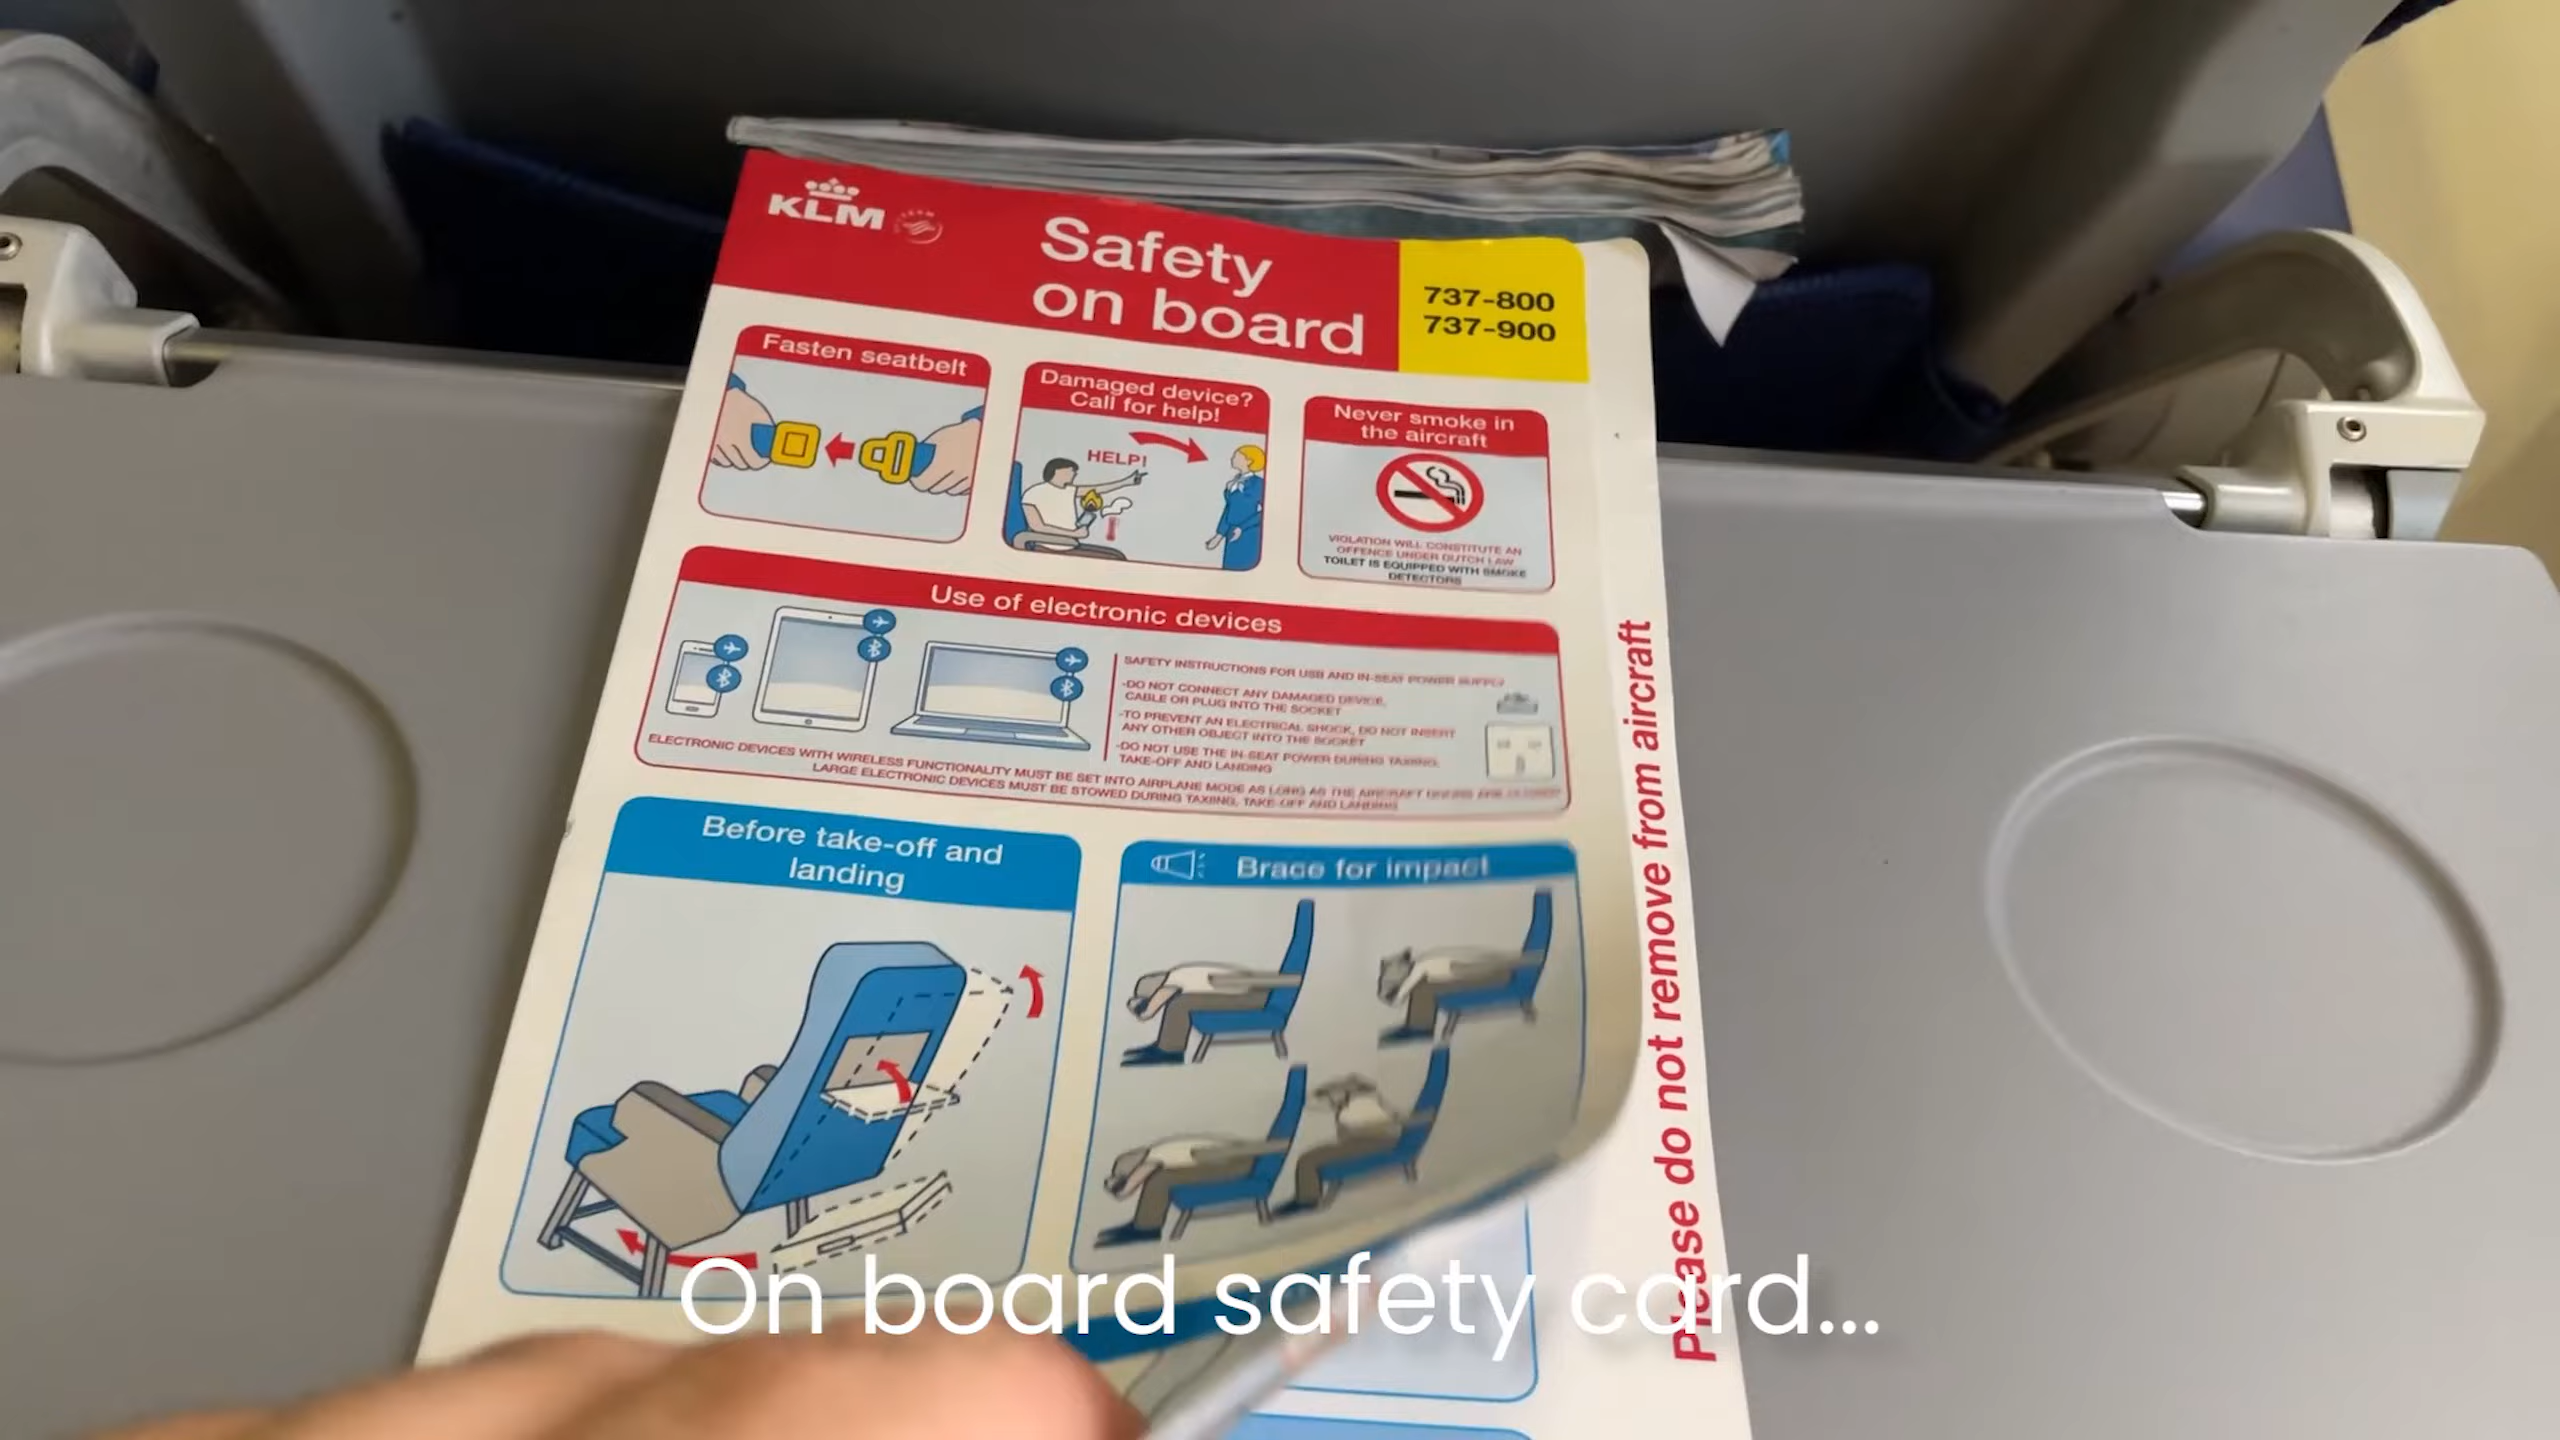 KLM
Safety
on board
737-800
737-900
Fasten seatbelt
Damaged device?
Call for help!
HELP!
Never smoke in
the aircraft
VIOLATION WILL CONSTITUTE AN
OFFENCE UNDER DUTCH LAW
TOILET IS EQUIPPED WITH SMOKE
DETECTORS
Use of electronic devices
SAFETY INSTRUCTIONS FOR USB AND IN-SEAT POWER SUPPLY
-DO NOT CONNECT ANY DAMAGED DEVICE,
CABLE OR PLUG INTO THE SOCKET
-TO PREVENT AN ELECTRICAL SHOCK, DO NOT INSERT
ANY OTHER OBJECT INTO THE SOCKET
-DO NOT USE THE IN-SEAT POWER DURING TAXIING,
TAKE-OFF AND LANDING
ELECTRONIC DEVICES WITH WIRELESS FUNCTIONALITY MUST BE SET INTO AIRPLANE MODE AS LONG AS THE AIRCRAFT DOORS ARE
LARGE ELECTRONIC DEVICES MUST BE STOWED DURING TAXIING, TAKE-OFF AND LANDING
Before take-off and
landing
Brace for impact
Please do not remove from aircraft
On board safety card...